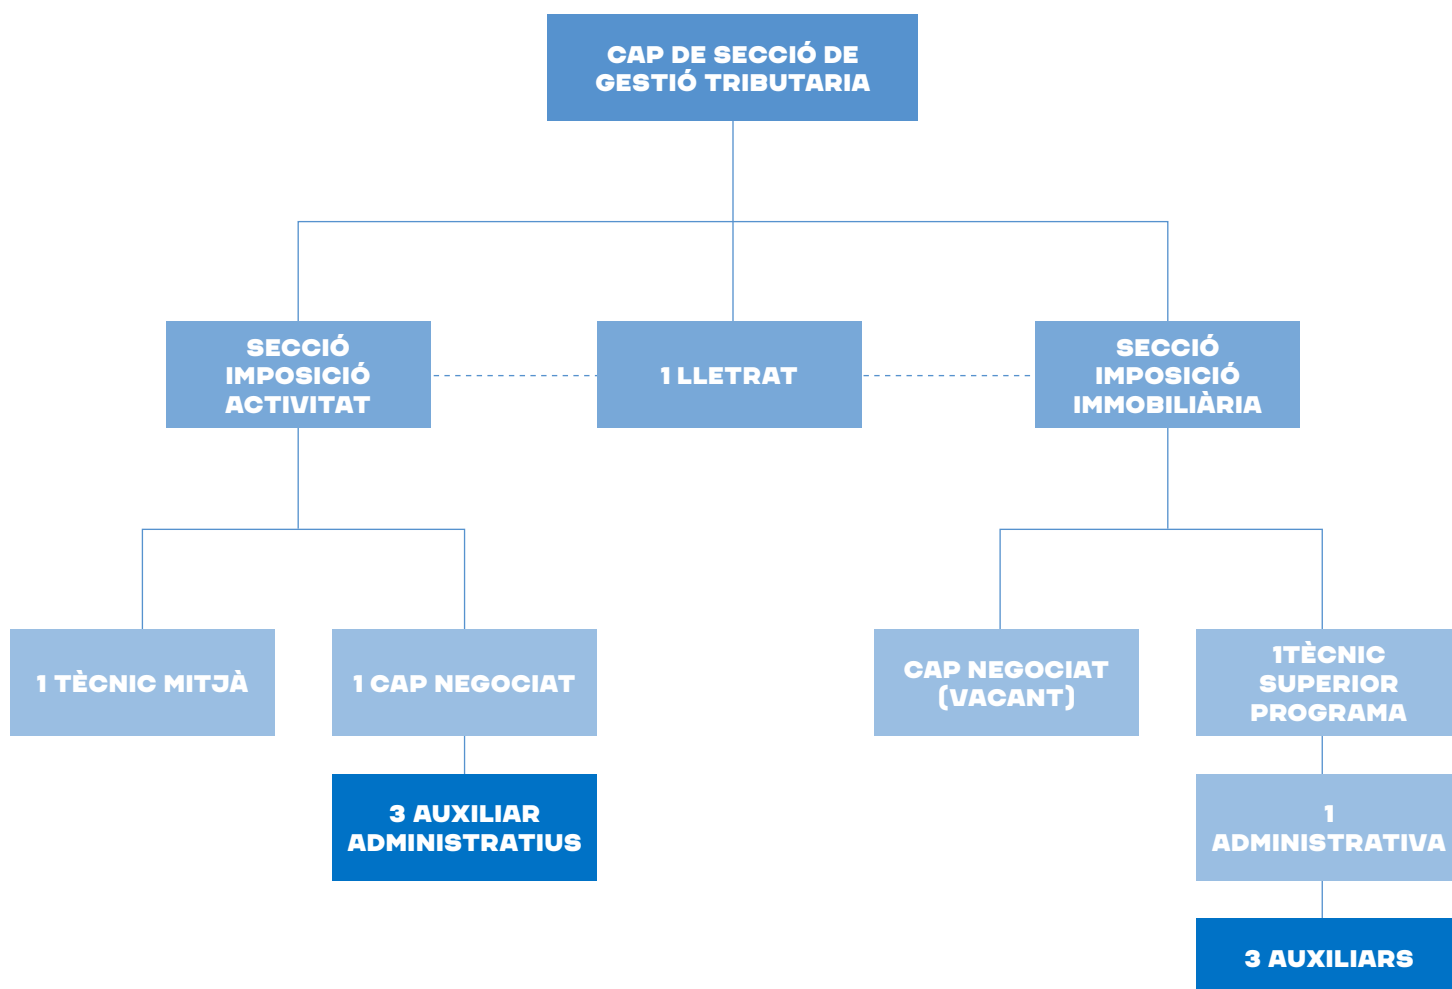 CAP DE SECCIÓ DE
GESTIÓ TRIBUTARIA
SECCIÓ
IMPOSICIÓ
ACTIVITAT
1 LLETRAT
SECCIÓ
IMPOSICIÓ
IMMOBILIÀRIA
1 TÈCNIC MITJÀ
1 CAP NEGOCIAT
CAP NEGOCIAT
(VACANT)
1TÈCNIC
SUPERIOR
PROGRAMA
3 AUXILIAR
ADMINISTRATIUS
1
ADMINISTRATIVA
3 AUXILIARS